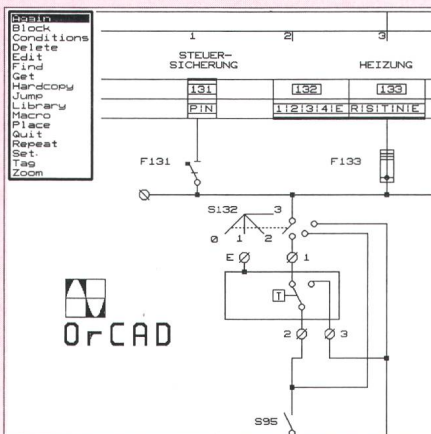 Again
Block
Conditions
Delete
Edit
Find
Get
Hardcopy
Jump
Library
Macro
Place
Quit
Repeat
Set
Tag
Zoom
1 2 3
STEUER-
SICHERUNG
HEIZUNG
131 132 133
P N 1 2 3 4 E R S T N E
F131 F133
S132 3
ø 1 2
E 1
T
2 3
OrCAD
S95